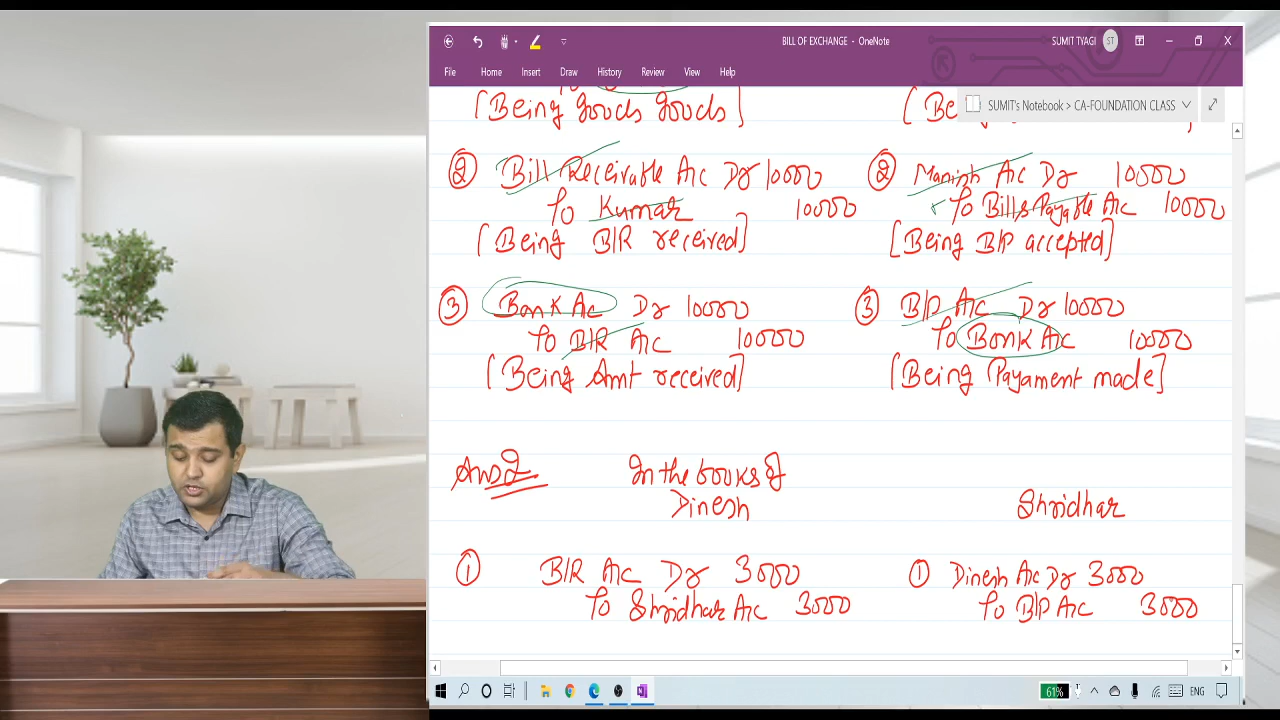 BILL OF EXCHANGE - OneNote
SUMIT TYAGI ST
File Home Insert Draw History Review View Help
SUMIT's Notebook > CA-FOUNDATION CLASS
[Being goods goods]
[Be
② Bill Receivable A/c Dr 10000
To Kumar 10000
[Being B/R received]
② Manish A/c Dr 10000
To Bills Payable A/c 10000
[Being B/P accepted]
③ Bank A/c Dr 10000
To B/R A/c 10000
[Being Amt received]
③ B/P A/c Dr 10000
To Bank A/c 10000
[Being Payament made]
Ans 2
In the books of
Dinesh
Shridhar
① B/R A/c Dr 3000
To Shridhar A/c 3000
① Dinesh A/c Dr 3000
To B/P A/c 3000
61% ENG